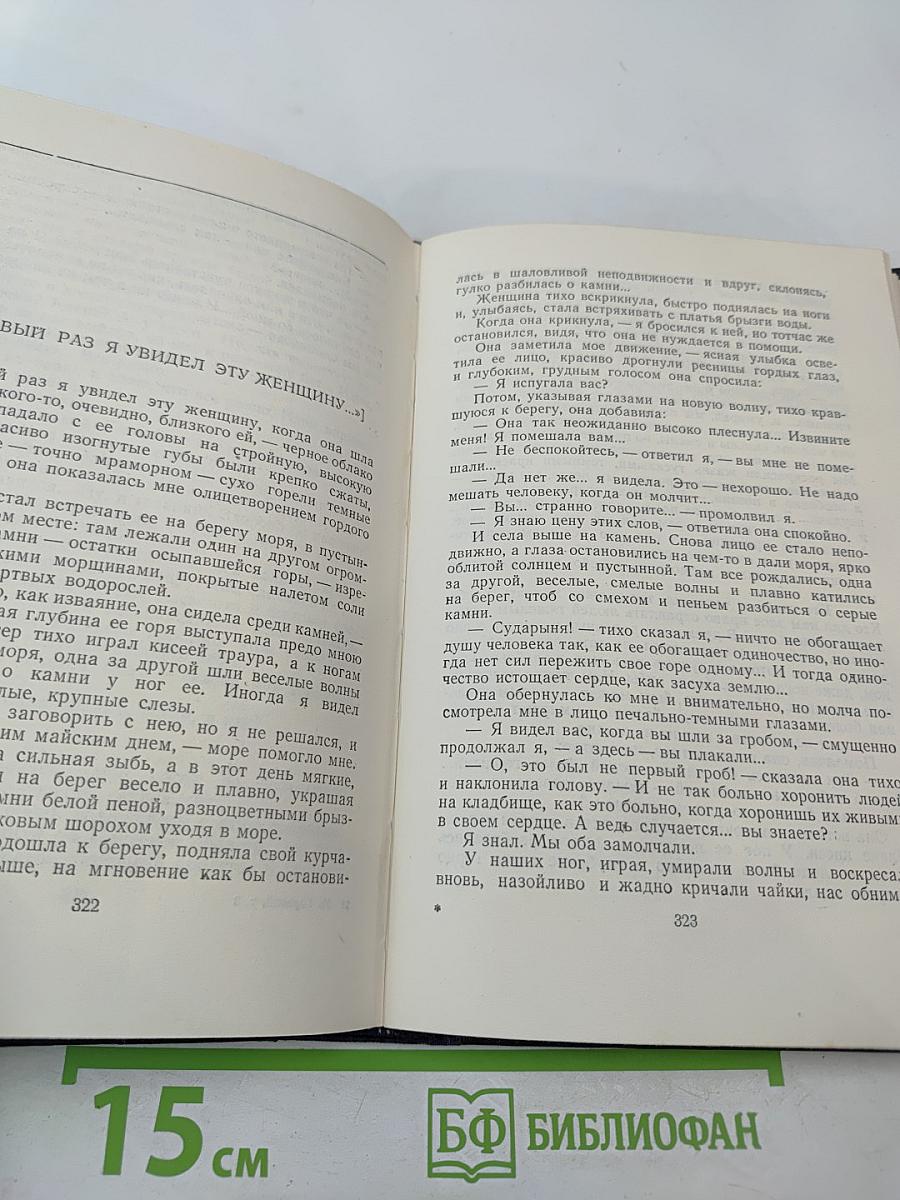 ВЫЙ РАЗ Я УВИДЕЛ ЭТУ ЖЕНЩИНУ...»]
й раз я увидел эту женщину, когда она шла
кого-то, очевидно, близкого ей, — черное облако
падало с ее головы на стройную, высокую
асиво изогнутые губы были крепко сжаты,
е — точно мраморном — сухо горели темные
она показалась мне олицетворением гордого
стал встречать ее на берегу моря, в пустын-
ом месте: там лежали один на другом огром-
амни — остатки осыпавшейся горы, — изре-
кими морщинами, покрытые налетом соли
ертвых водорослей.
о, как изваяние, она сидела среди камней, —
ая глубина ее горя выступала предо мною
тер тихо играл кисеей траура, а к ногам
моря, одна за другой шли веселые волны
о камни у ног ее. Иногда я видел
лые, крупные слезы.
заговорить с нею, но я не решался, и
ким майским днем, — море помогло мне.
а сильная зыбь, а в этот день мягкие,
и на берег весело и плавно, украшая
мни белой пеной, разноцветными брыз-
ковым шорохом уходя в море.
одошла к берегу, подняла свой курча-
ыше, на мгновение как бы останови-
322
лась в шаловливой неподвижности и вдруг, склонясь,
гулко разбилась о камни...
Женщина тихо вскрикнула, быстро поднялась на ноги
и, улыбаясь, стала встряхивать с платья брызги воды.
Когда она крикнула, — я бросился к ней, но тотчас же
остановился, видя, что она не нуждается в помощи.
Она заметила мое движение, — ясная улыбка осве-
тила ее лицо, красиво дрогнули ресницы гордых глаз,
и глубоким, грудным голосом она спросила:
— Я испугала вас?
Потом, указывая глазами на новую волну, тихо крав-
шуюся к берегу, она добавила:
— Она так неожиданно высоко плеснула... Извините
меня! Я помешала вам...
— Не беспокойтесь, — ответил я, — вы мне не поме-
шали...
— Да нет же... я видела. Это — нехорошо. Не надо
мешать человеку, когда он молчит...
— Вы... странно говорите... — промолвил я.
— Я знаю цену этих слов, — ответила она спокойно.
И села выше на камень. Снова лицо ее стало непо-
движно, а глаза остановились на чем-то в дали моря, ярко
облитой солнцем и пустынной. Там все рождались, одна
за другой, веселые, смелые волны и плавно катились
на берег, чтоб со смехом и пеньем разбиться о серые
камни.
— Сударыня! — тихо сказал я, — ничто не обогащает
душу человека так, как ее обогащает одиночество, но ино-
гда нет сил пережить свое горе одному... И тогда одино-
чество истощает сердце, как засуха землю...
Она обернулась ко мне и внимательно, но молча по-
смотрела мне в лицо печально-темными глазами.
— Я видел вас, когда вы шли за гробом, — смущенно
продолжал я, — а здесь — вы плакали...
— О, это был не первый гроб! — сказала она тихо
и наклонила голову. — И не так больно хоронить людей
на кладбище, как это больно, когда хоронишь их живым
в своем сердце. А ведь случается... вы знаете?
Я знал. Мы оба замолчали.
У наших ног, играя, умирали волны и воскресал
вновь, назойливо и жадно кричали чайки, нас обним
*
323
15 см
БФ БИБЛИОФАН